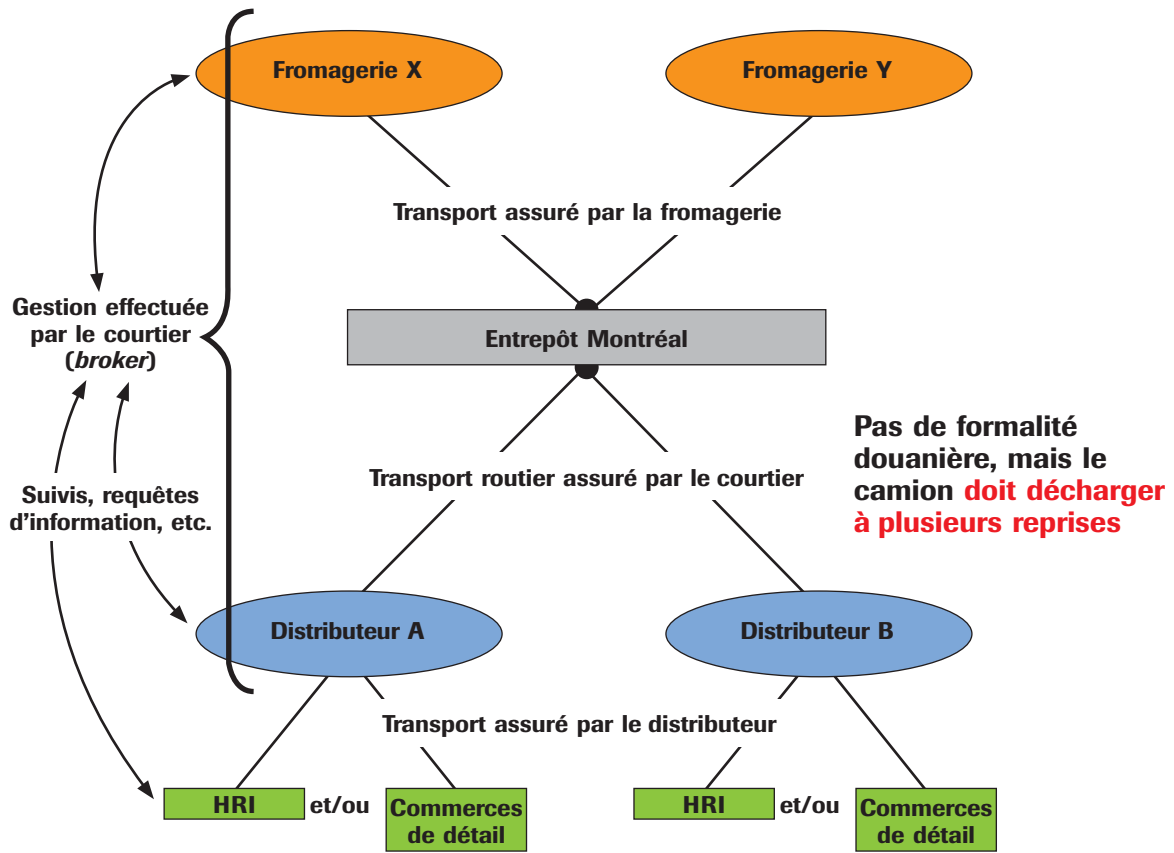 Fromagerie X
Fromagerie Y
Transport assuré par la fromagerie
Gestion effectuée
par le courtier
(broker)
Entrepôt Montréal
Pas de formalité
douanière, mais le
camion doit décharger
à plusieurs reprises
Transport routier assuré par le courtier
Suivis, requêtes
d'information, etc.
Distributeur A
Distributeur B
Transport assuré par le distributeur
HRI
et/ou
Commerces
de détail
HRI
et/ou
Commerces
de détail